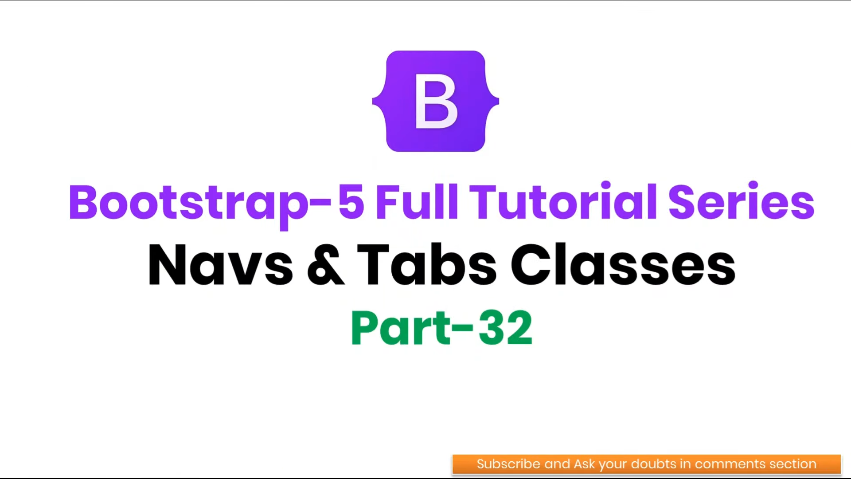 B
Bootstrap-5 Full Tutorial Series
Navs & Tabs Classes
Part-32
Subscribe and Ask your doubts in comments section